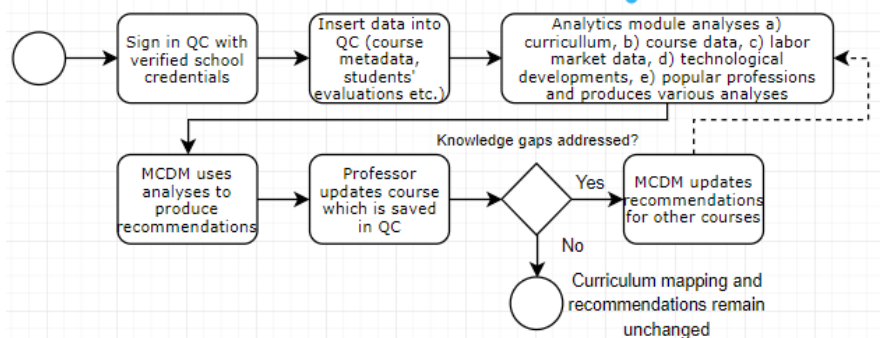 Sign in QC with
verified school
credentials
Insert data into
QC (course
metadata,
students'
evaluations etc.)
Analytics module analyses a)
curricullum, b) course data, c) labor
market data, d) technological
developments, e) popular professions
and produces various analyses
Knowledge gaps addressed?
MCDM uses
analyses to
produce
recommendations
Professor
updates course
which is saved
in QC
Yes
MCDM updates
recommendations
for other courses
No
Curriculum mapping and
recommendations remain
unchanged